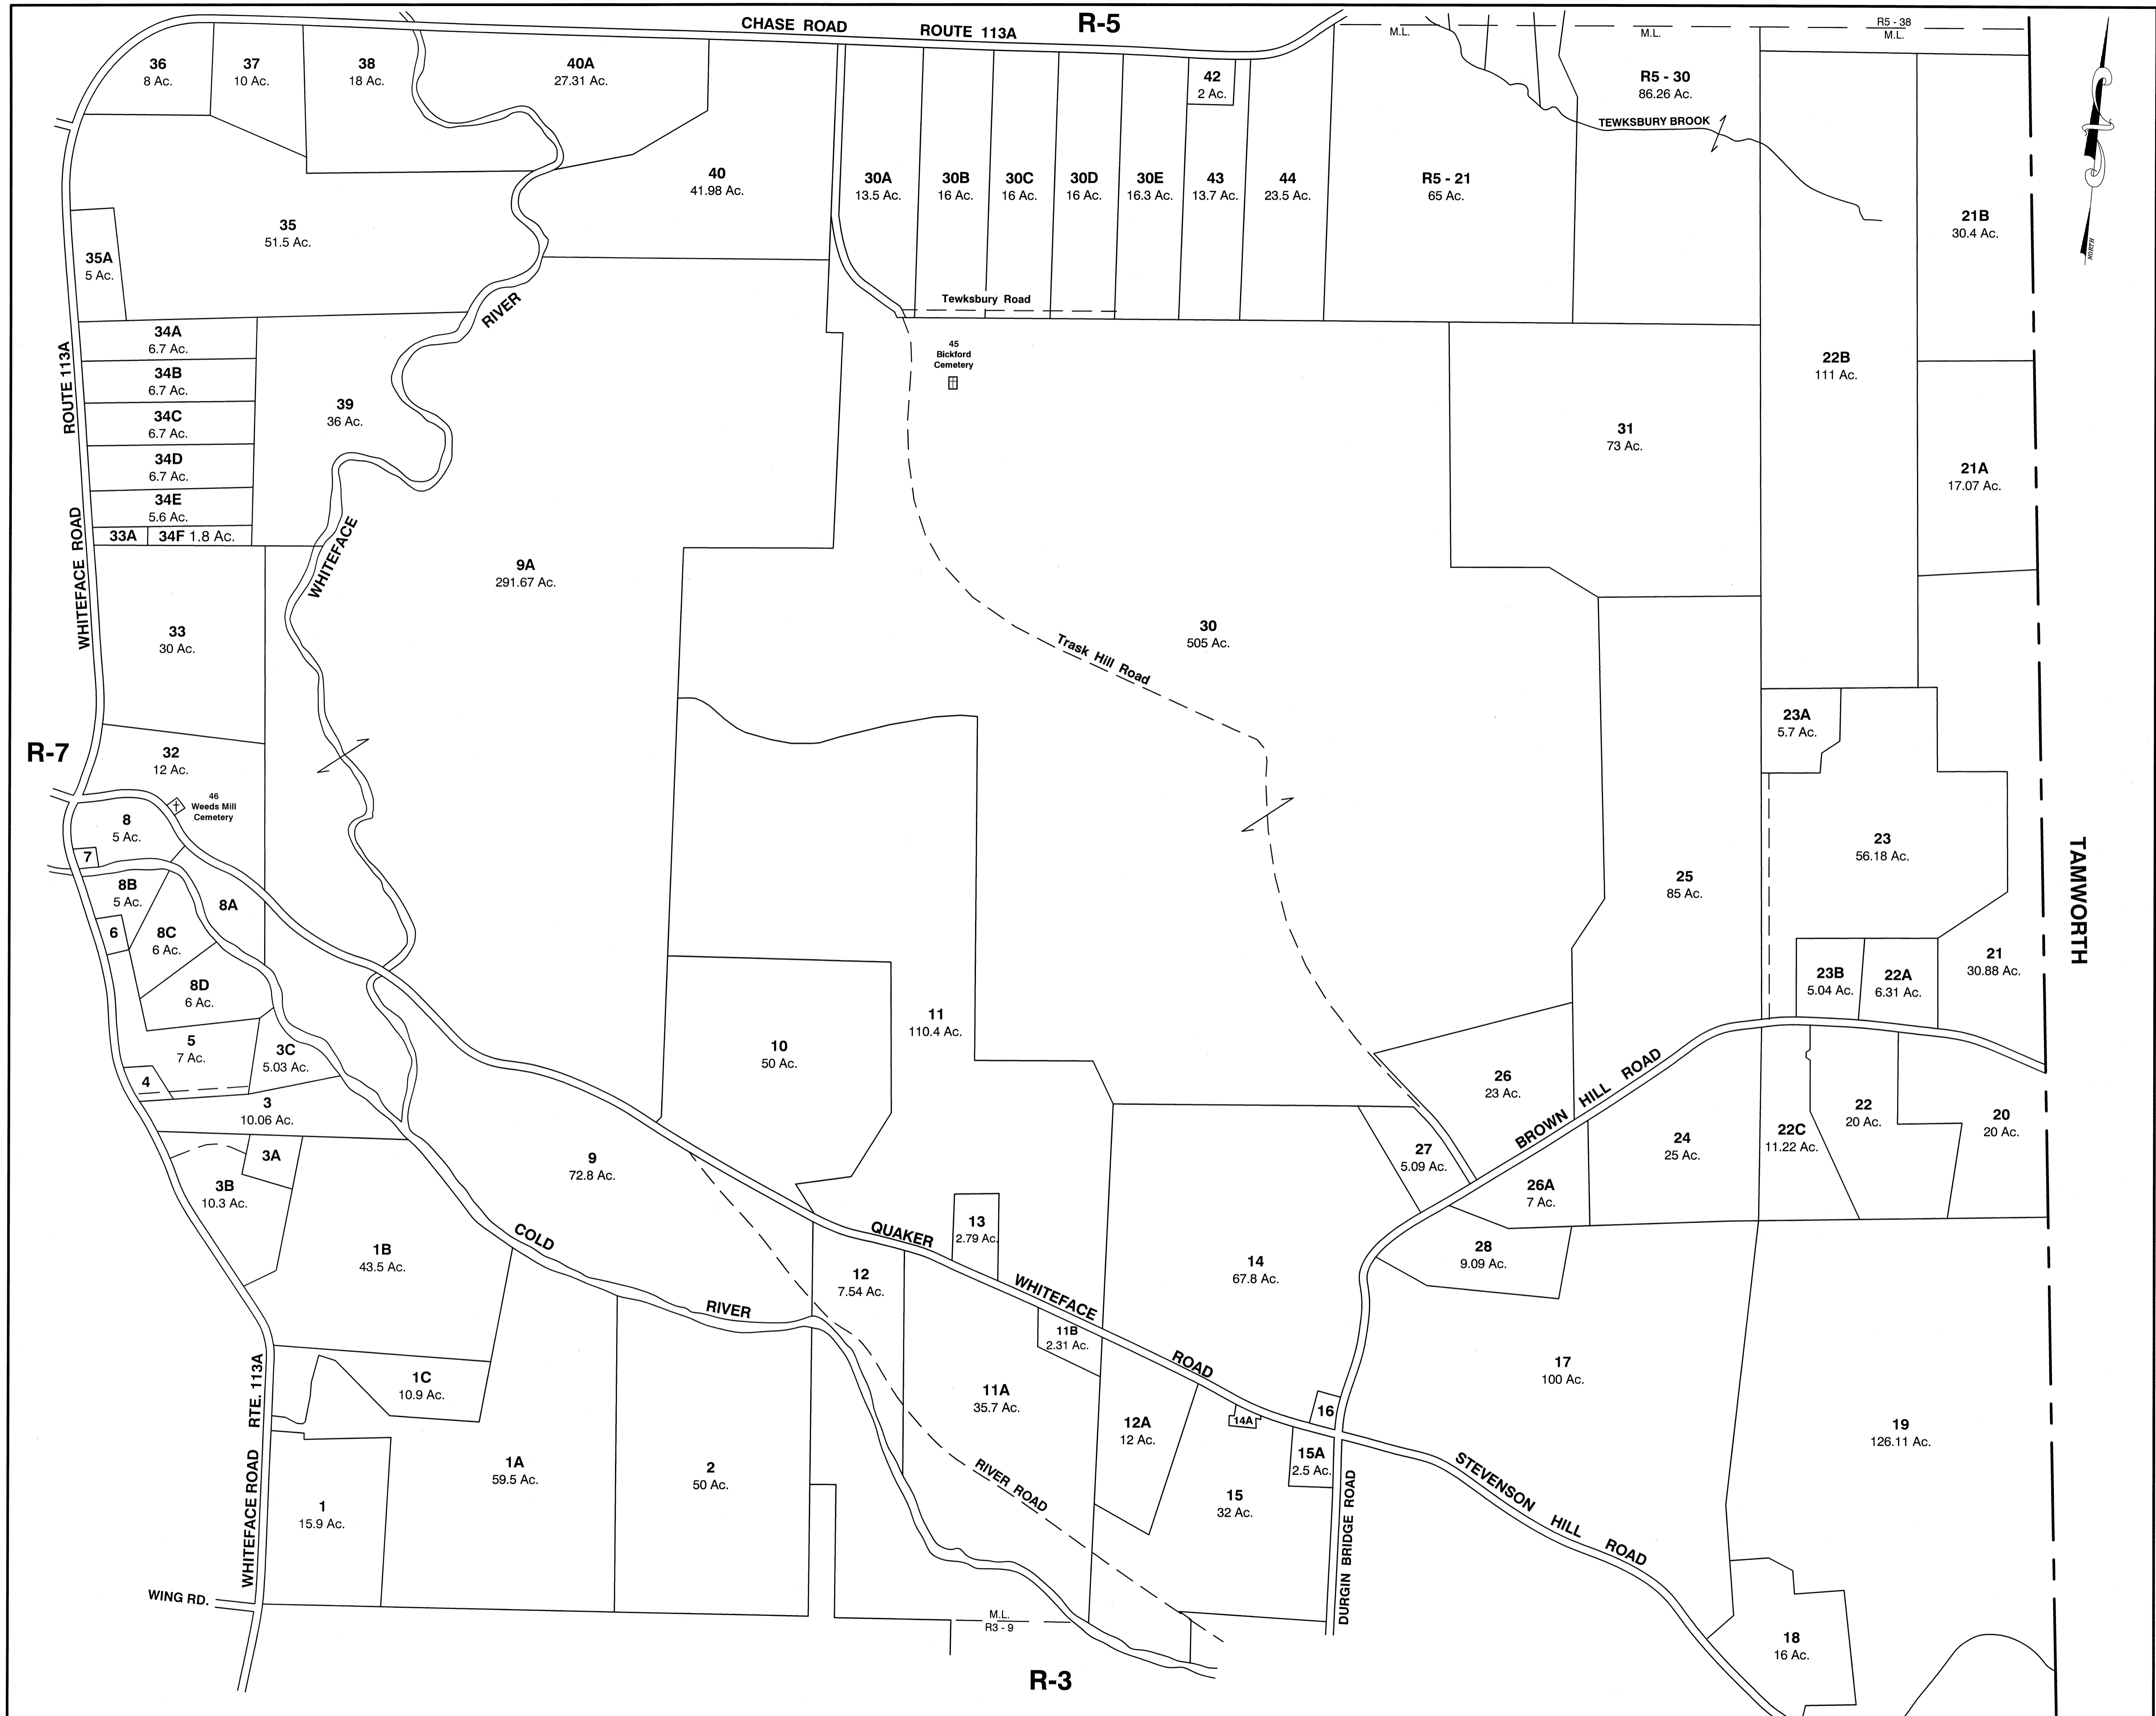 CHASE ROAD ROUTE 113A
R-5
M.L.
M.L.
R5 - 38
M.L.
36
8 Ac.
37
10 Ac.
38
18 Ac.
40A
27.31 Ac.
42
2 Ac.
R5 - 30
86.26 Ac.
TEWKSBURY BROOK
NORTH
40
41.98 Ac.
30A
13.5 Ac.
30B
16 Ac.
30C
16 Ac.
30D
16 Ac.
30E
16.3 Ac.
43
13.7 Ac.
44
23.5 Ac.
R5 - 21
65 Ac.
21B
30.4 Ac.
35
51.5 Ac.
35A
5 Ac.
RIVER
Tewksbury Road
34A
6.7 Ac.
34B
6.7 Ac.
34C
6.7 Ac.
34D
6.7 Ac.
34E
5.6 Ac.
33A
34F 1.8 Ac.
ROUTE 113A
WHITEFACE ROAD
39
36 Ac.
45
Bickford
Cemetery
22B
111 Ac.
31
73 Ac.
21A
17.07 Ac.
WHITEFACE
9A
291.67 Ac.
33
30 Ac.
30
505 Ac.
Trask Hill Road
R-7
32
12 Ac.
46
Weeds Mill
Cemetery
23A
5.7 Ac.
8
5 Ac.
7
23
56.18 Ac.
TAMWORTH
8B
5 Ac.
8A
6
8C
6 Ac.
25
85 Ac.
8D
6 Ac.
23B
5.04 Ac.
22A
6.31 Ac.
21
30.88 Ac.
5
7 Ac.
3C
5.03 Ac.
4
10
50 Ac.
11
110.4 Ac.
26
23 Ac.
BROWN HILL ROAD
3
10.06 Ac.
22
20 Ac.
20
20 Ac.
22C
11.22 Ac.
24
25 Ac.
27
5.09 Ac.
26A
7 Ac.
3A
3B
10.3 Ac.
9
72.8 Ac.
1B
43.5 Ac.
COLD
RIVER
QUAKER
WHITEFACE
ROAD
13
2.79 Ac.
12
7.54 Ac.
14
67.8 Ac.
28
9.09 Ac.
11B
2.31 Ac.
1C
10.9 Ac.
11A
35.7 Ac.
17
100 Ac.
12A
12 Ac.
14A
16
15A
2.5 Ac.
19
126.11 Ac.
WHITEFACE ROAD RTE. 113A
1A
59.5 Ac.
2
50 Ac.
RIVER ROAD
15
32 Ac.
DURGIN BRIDGE ROAD
STEVENSON HILL ROAD
1
15.9 Ac.
WING RD.
M.L.
R3 - 9
18
16 Ac.
R-3